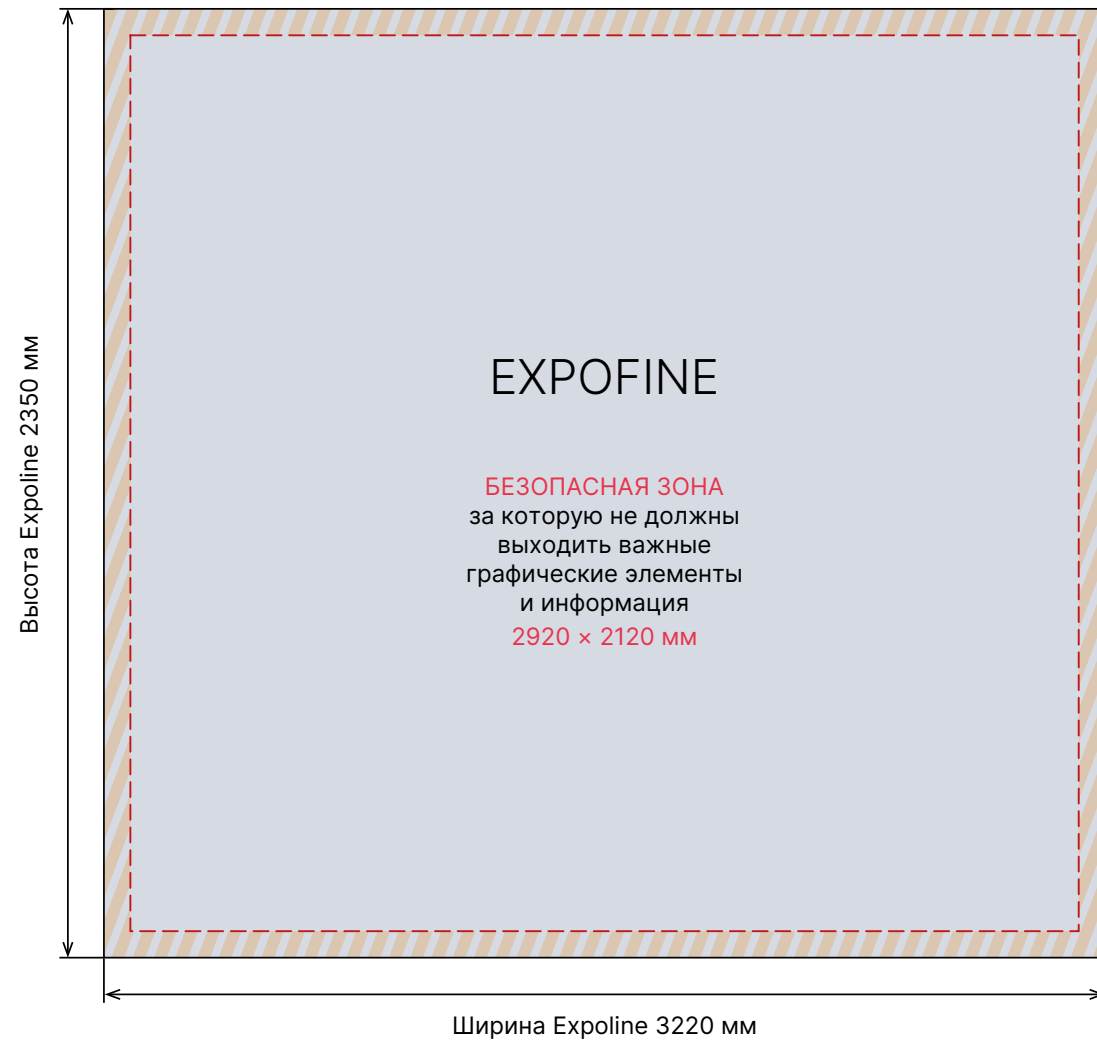 Высота Expoline 2350 мм
EXPOFINE
БЕЗОПАСНАЯ ЗОНА
за которую не должны
выходить важные
графические элементы
и информация
2920 × 2120 мм
Ширина Expoline 3220 мм